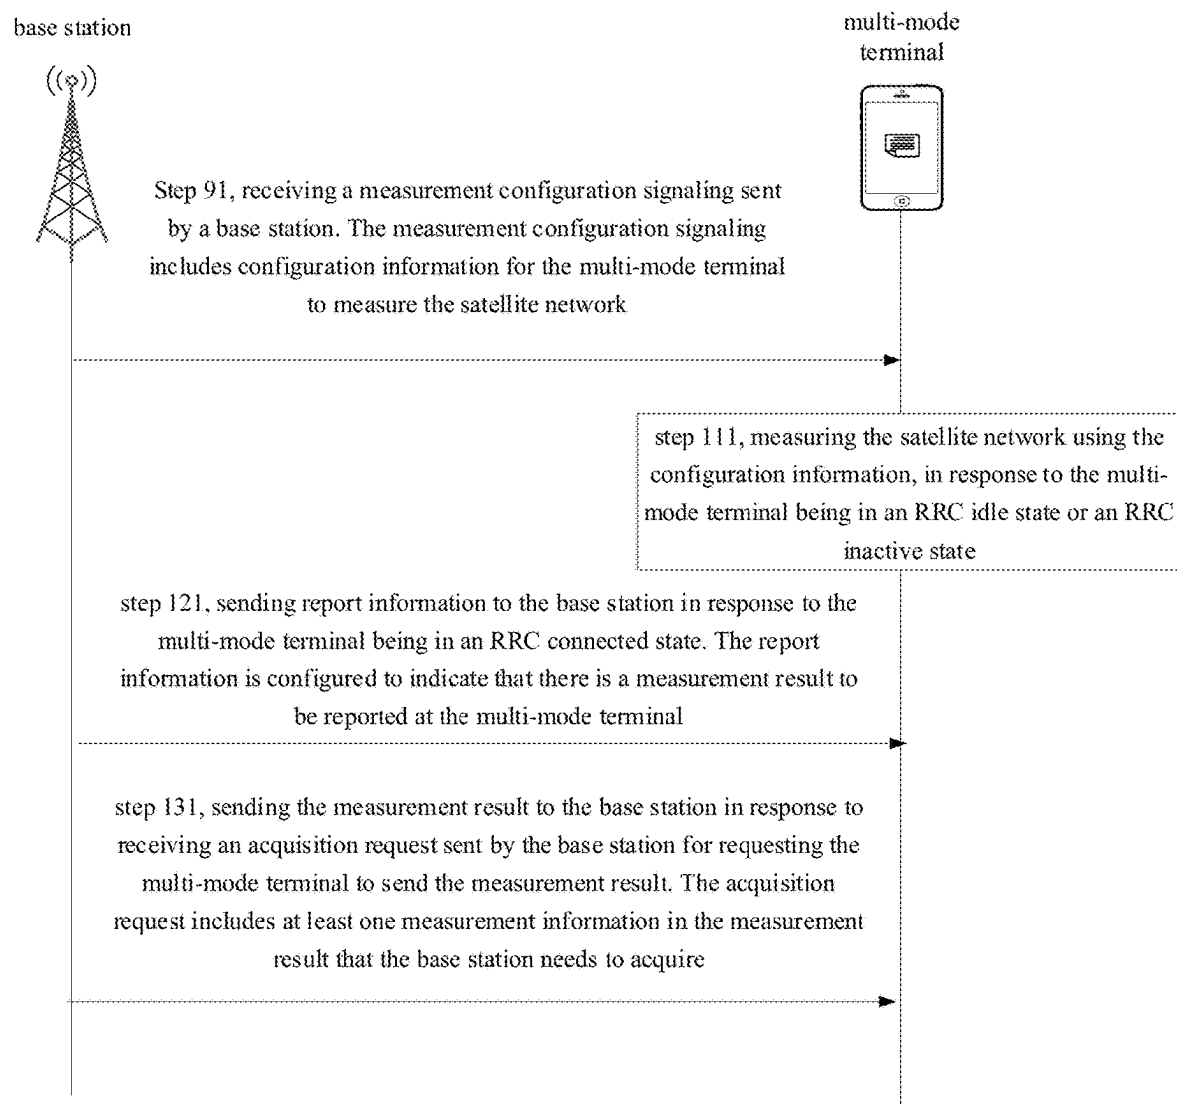 base station
multi-mode
terminal
Step 91, receiving a measurement configuration signaling sent
by a base station. The measurement configuration signaling
includes configuration information for the multi-mode terminal
to measure the satellite network
step 111, measuring the satellite network using the
configuration information, in response to the multi-
mode terminal being in an RRC idle state or an RRC
inactive state
step 121, sending report information to the base station in response to the
multi-mode terminal being in an RRC connected state. The report
information is configured to indicate that there is a measurement result to
be reported at the multi-mode terminal
step 131, sending the measurement result to the base station in response to
receiving an acquisition request sent by the base station for requesting the
multi-mode terminal to send the measurement result. The acquisition
request includes at least one measurement information in the measurement
result that the base station needs to acquire